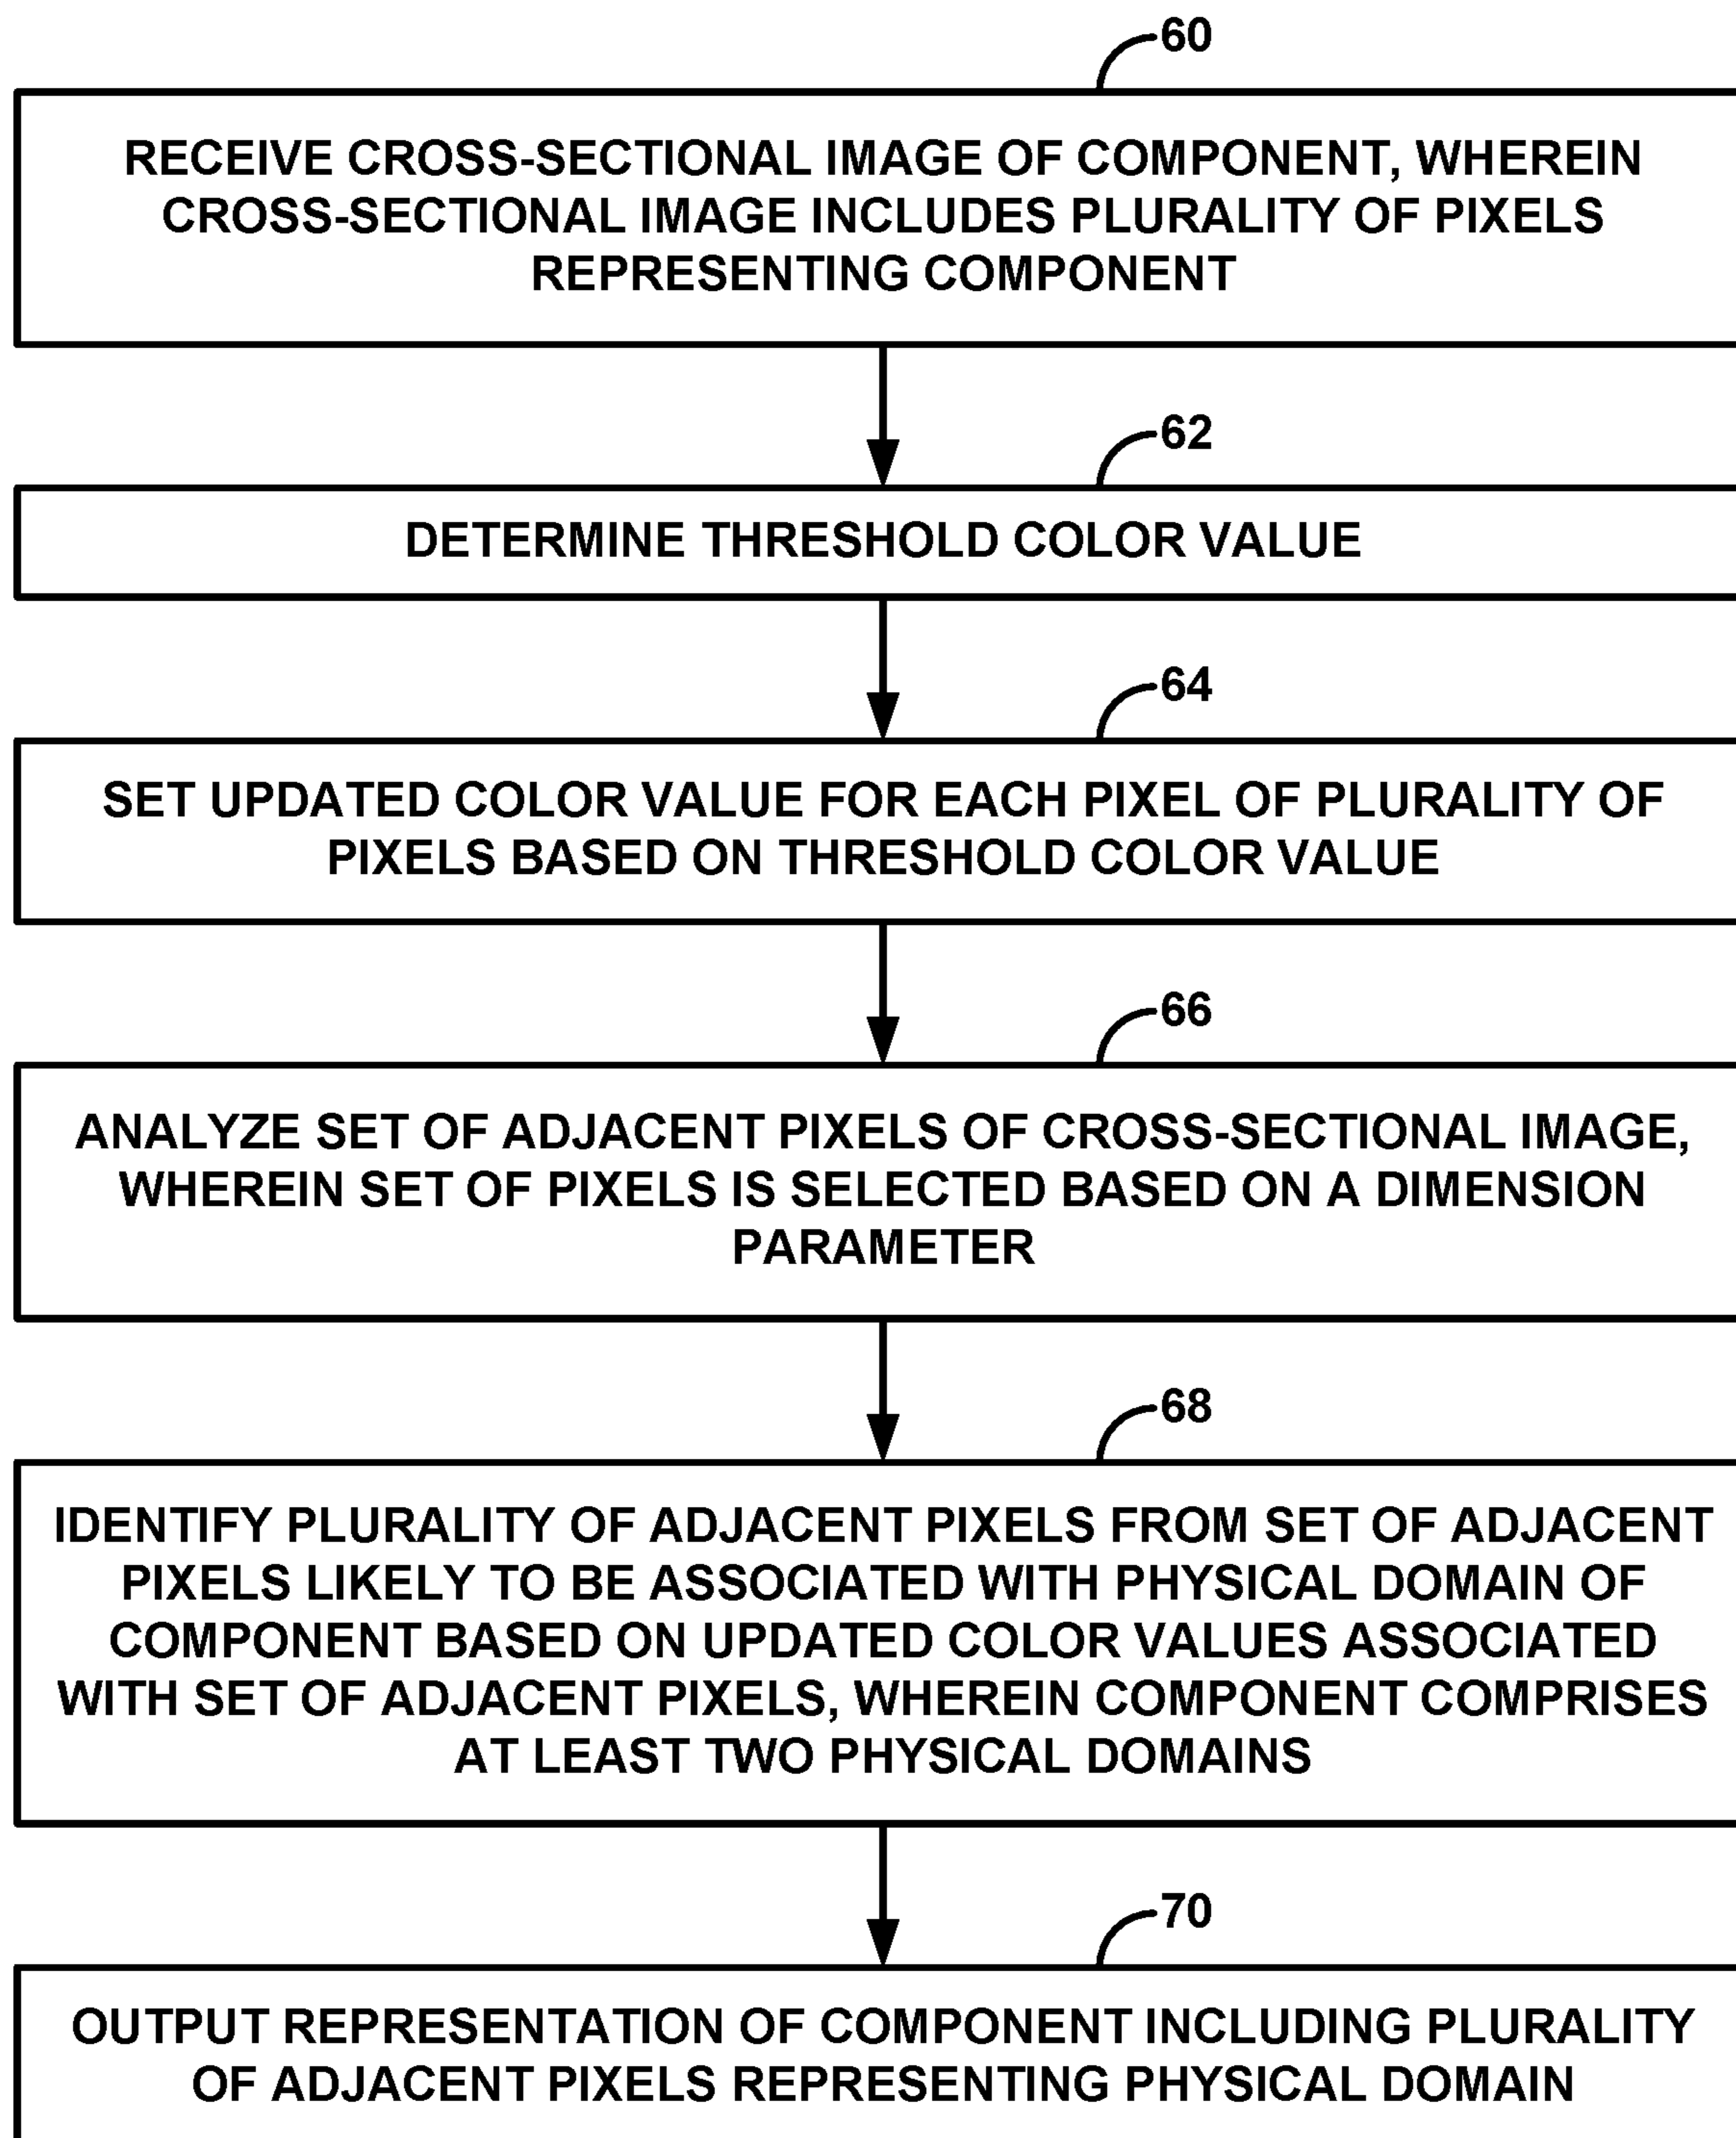 60
RECEIVE CROSS-SECTIONAL IMAGE OF COMPONENT, WHEREIN
CROSS-SECTIONAL IMAGE INCLUDES PLURALITY OF PIXELS
REPRESENTING COMPONENT
62
DETERMINE THRESHOLD COLOR VALUE
64
SET UPDATED COLOR VALUE FOR EACH PIXEL OF PLURALITY OF
PIXELS BASED ON THRESHOLD COLOR VALUE
66
ANALYZE SET OF ADJACENT PIXELS OF CROSS-SECTIONAL IMAGE,
WHEREIN SET OF PIXELS IS SELECTED BASED ON A DIMENSION
PARAMETER
68
IDENTIFY PLURALITY OF ADJACENT PIXELS FROM SET OF ADJACENT
PIXELS LIKELY TO BE ASSOCIATED WITH PHYSICAL DOMAIN OF
COMPONENT BASED ON UPDATED COLOR VALUES ASSOCIATED
WITH SET OF ADJACENT PIXELS, WHEREIN COMPONENT COMPRISES
AT LEAST TWO PHYSICAL DOMAINS
70
OUTPUT REPRESENTATION OF COMPONENT INCLUDING PLURALITY
OF ADJACENT PIXELS REPRESENTING PHYSICAL DOMAIN